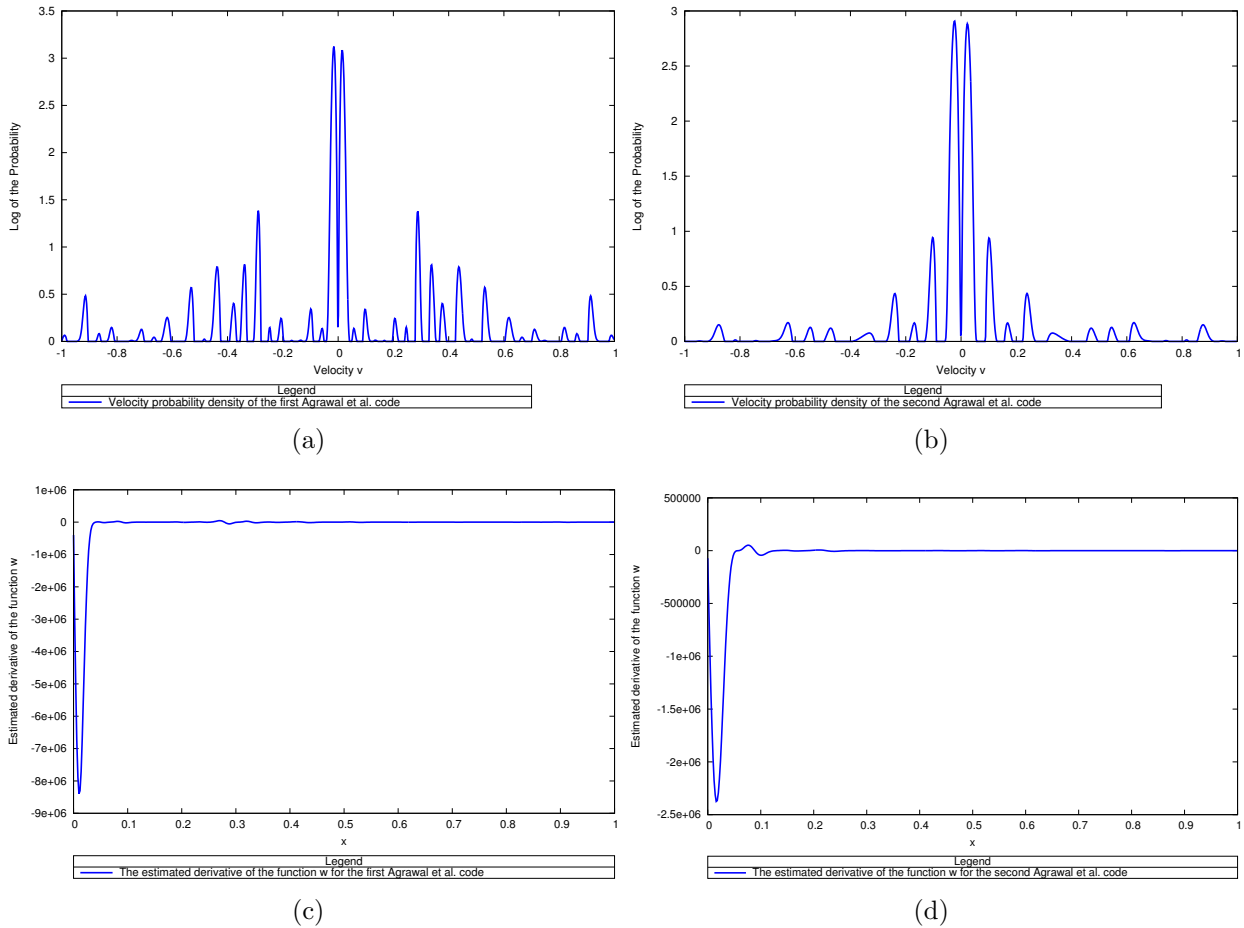 3.5
3
2.5
2
1.5
1
0.5
0
-1 -0.8 -0.6 -0.4 -0.2 0 0.2 0.4 0.6 0.8 1
Log of the Probability
Velocity v
Legend
Velocity probability density of the first Agrawal et al. code
(a)
3
2.5
2
1.5
1
0.5
0
-1 -0.8 -0.6 -0.4 -0.2 0 0.2 0.4 0.6 0.8 1
Log of the Probability
Velocity v
Legend
Velocity probability density of the second Agrawal et al. code
(b)
1e+06
0
-1e+06
-2e+06
-3e+06
-4e+06
-5e+06
-6e+06
-7e+06
-8e+06
-9e+06
0 0.1 0.2 0.3 0.4 0.5 0.6 0.7 0.8 0.9 1
Estimated derivative of the function w
x
Legend
The estimated derivative of the function w for the first Agrawal et al. code
(c)
500000
0
-500000
-1e+06
-1.5e+06
-2e+06
-2.5e+06
0 0.1 0.2 0.3 0.4 0.5 0.6 0.7 0.8 0.9 1
Estimated derivative of the function w
x
Legend
The estimated derivative of the function w for the second Agrawal et al. code
(d)